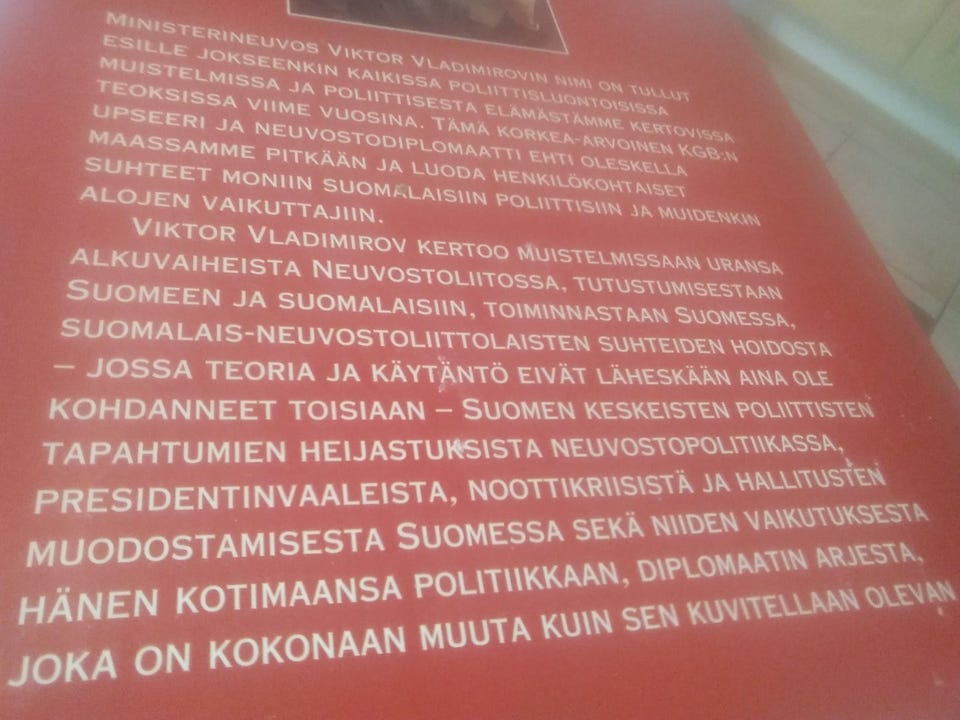 Ministerineuvos Viktor Vladimirovin nimi on tullut
esille jokseenkin kaikissa poliittisluontoisissa
muistelmissa ja poliittisesta elämästämme kertovissa
teoksissa viime vuosina. Tämä korkea-arvoinen KGB:n
upseeri ja neuvostodiplomaatti ehti oleskella
maassamme pitkään ja luoda henkilökohtaiset
suhteet moniin suomalaisiin poliittisiin ja muidenkin
alojen vaikuttajiin.
Viktor Vladimirov kertoo muistelmissaan uransa
alkuvaiheista Neuvostoliitossa, tutustumisestaan
Suomeen ja suomalaisiin, toiminnastaan Suomessa,
suomalais-neuvostoliittolaisten suhteiden hoidosta
– jossa teoria ja käytäntö eivät läheskään aina ole
kohdanneet toisiaan – Suomen keskeisten poliittisten
tapahtumien heijastuksista neuvostopolitiikassa,
presidentinvaaleista, noottikriisistä ja hallitusten
muodostamisesta Suomessa sekä niiden vaikutuksesta
hänen kotimaansa politiikkaan, diplomaatin arjesta,
joka on kokonaan muuta kuin sen kuvitellaan olevan